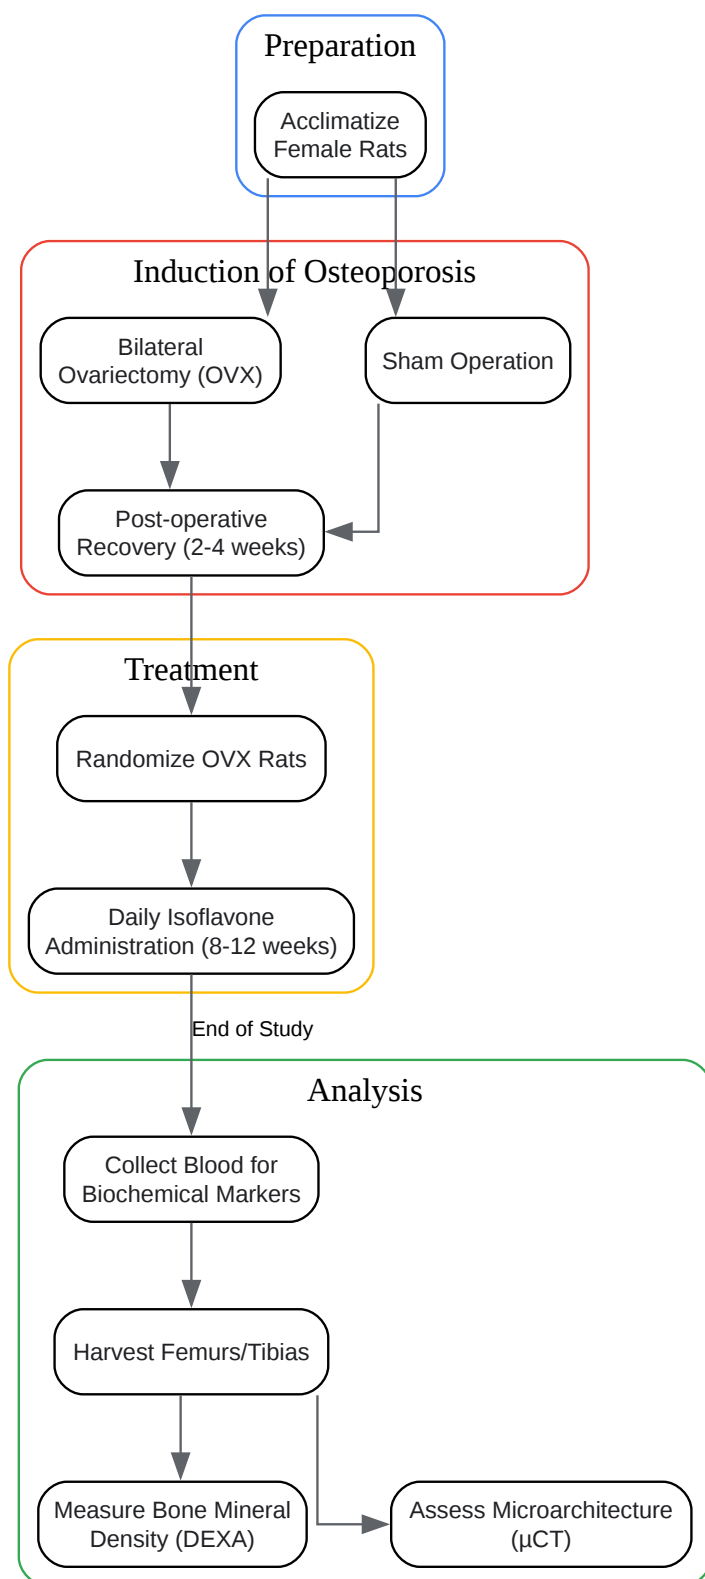 Preparation
Acclimatize
Female Rats
Induction of Osteoporosis
Bilateral
Ovariectomy (OVX)
Sham Operation
Post-operative
Recovery (2-4 weeks)
Treatment
Randomize OVX Rats
Daily Isoflavone
Administration (8-12 weeks)
End of Study
Analysis
Collect Blood for
Biochemical Markers
Harvest Femurs/Tibias
Measure Bone Mineral
Density (DEXA)
Assess Microarchitecture
(µCT)